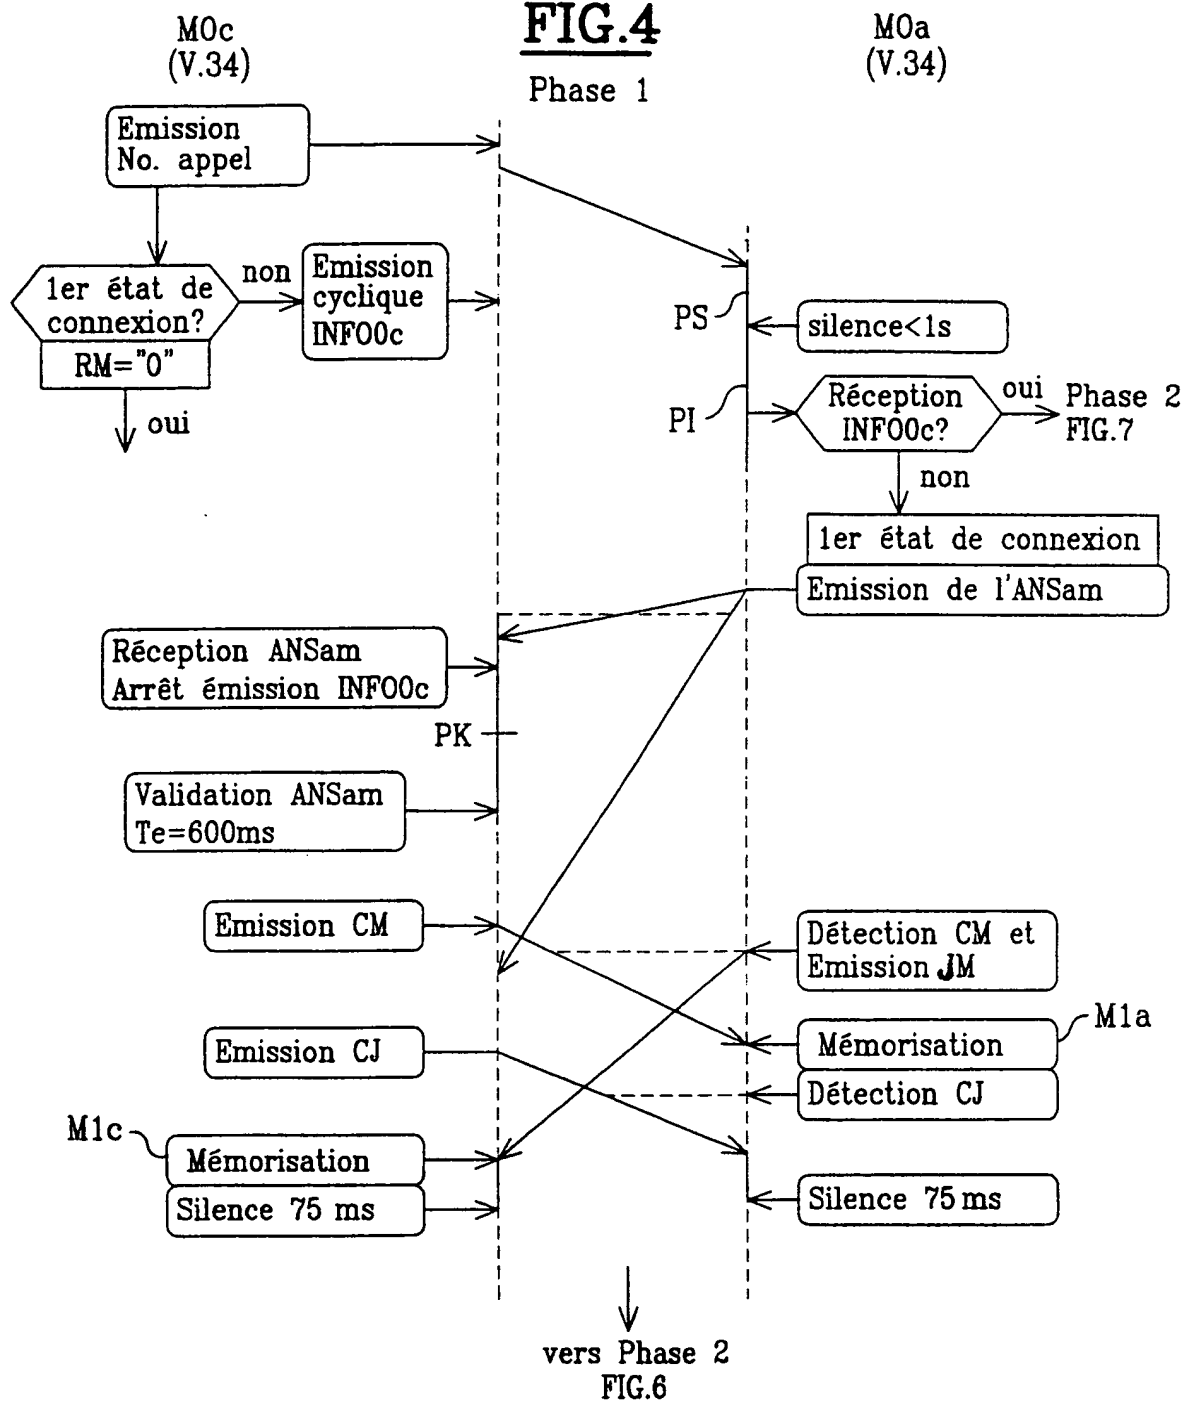 FIG.4
MOc
(V.34)
MOa
(V.34)
Phase 1
Emission
No. appel
1er état de
connexion?
RM="0"
non
oui
Emission
cyclique
INFO0c
PS
silence<1s
PI
Réception
INFO0c?
oui
Phase 2
FIG.7
non
1er état de connexion
Emission de l'ANSam
Réception ANSam
Arrêt émission INFO0c
PK
Validation ANSam
Te=600ms
Emission CM
Détection CM et
Emission JM
M1a
Mémorisation
Emission CJ
Détection CJ
M1c
Mémorisation
Silence 75 ms
Silence 75 ms
vers Phase 2
FIG.6